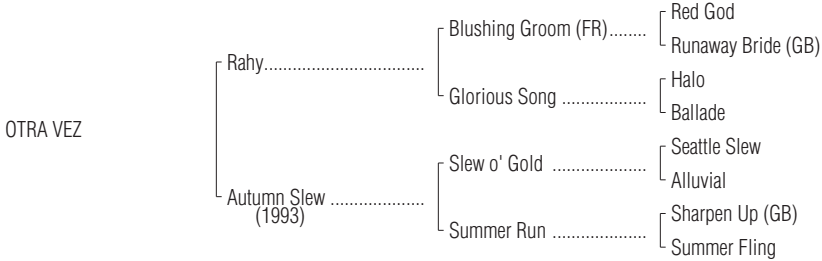 Red God
Blushing Groom (FR)........
Runaway Bride (GB)
Rahy..................................
Halo
Glorious Song ..................
Ballade
OTRA VEZ
Seattle Slew
Slew o' Gold ....................
Alluvial
Autumn Slew ....................
(1993)
Sharpen Up (GB)
Summer Run ....................
Summer Fling